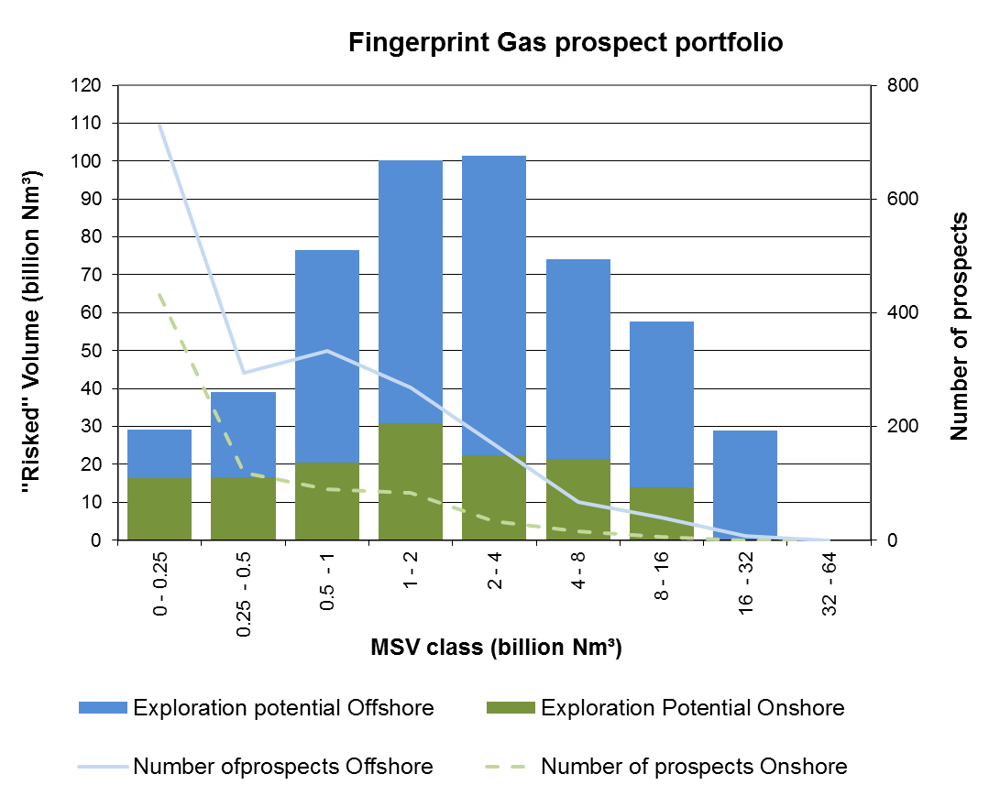 Fingerprint Gas prospect portfolio
120
110
100
90
80
70
60
50
40
30
20
10
0
800
600
400
200
0
"Risked" Volume (billion Nm³)
Number of prospects
0 - 0.25
0.25 - 0.5
0.5 - 1
1 - 2
2 - 4
4 - 8
8 - 16
16 - 32
32 - 64
MSV class (billion Nm³)
Exploration potential Offshore
Exploration Potential Onshore
Number ofprospects Offshore
Number of prospects Onshore